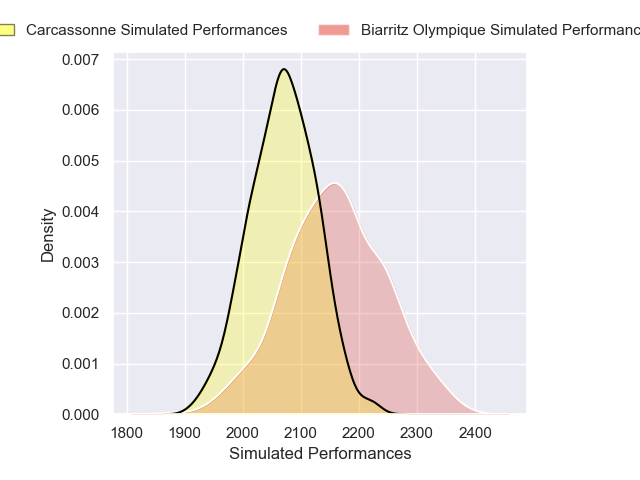 Carcassonne Simulated Performances
Biarritz Olympique Simulated
0.007
0.006
0.005
0.004
0.003
0.002
0.001
0.000
Density
1800 1900 2000 2100 2200 2300 2400
Simulated Performances